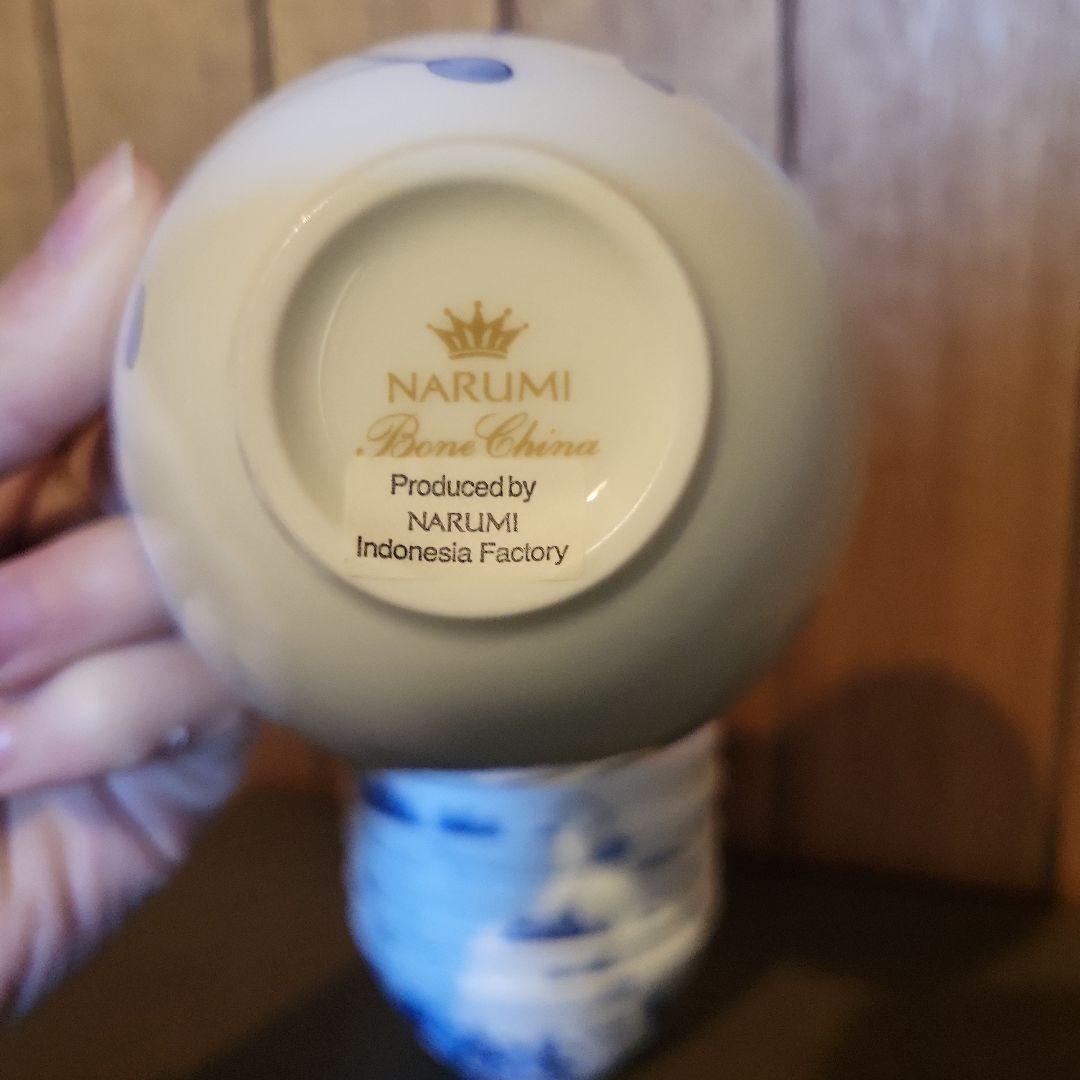 NARUMI
Bone China
Produced by
NARUMI
Indonesia Factory